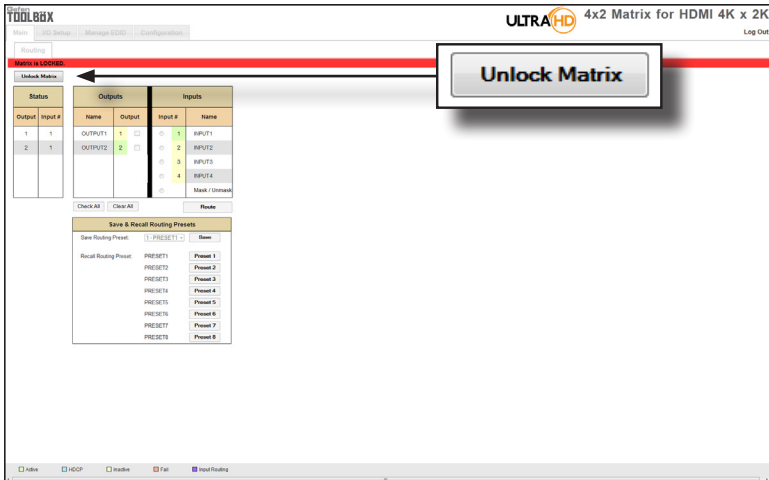 Gefen
TOOLBOX
ULTRA HD 4x2 Matrix for HDMI 4K x 2K
Main I/O Setup Manage EDID Configuration
Log Out
Routing
Matrix is LOCKED.
Unlock Matrix
Unlock Matrix
Status Outputs Inputs
Output Input # Name Output Input # Name
1 1 OUTPUT1 1 1 INPUT1
2 1 OUTPUT2 2 2 INPUT2
3 INPUT3
4 INPUT4
Mask / Unmask
Check All Clear All Route
Save & Recall Routing Presets
Save Routing Preset: 1 - PRESET1 Save
Recall Routing Preset: PRESET1 Preset 1
PRESET2 Preset 2
PRESET3 Preset 3
PRESET4 Preset 4
PRESET5 Preset 5
PRESET6 Preset 6
PRESET7 Preset 7
PRESET8 Preset 8
Active HDCP Inactive Fail Input Routing